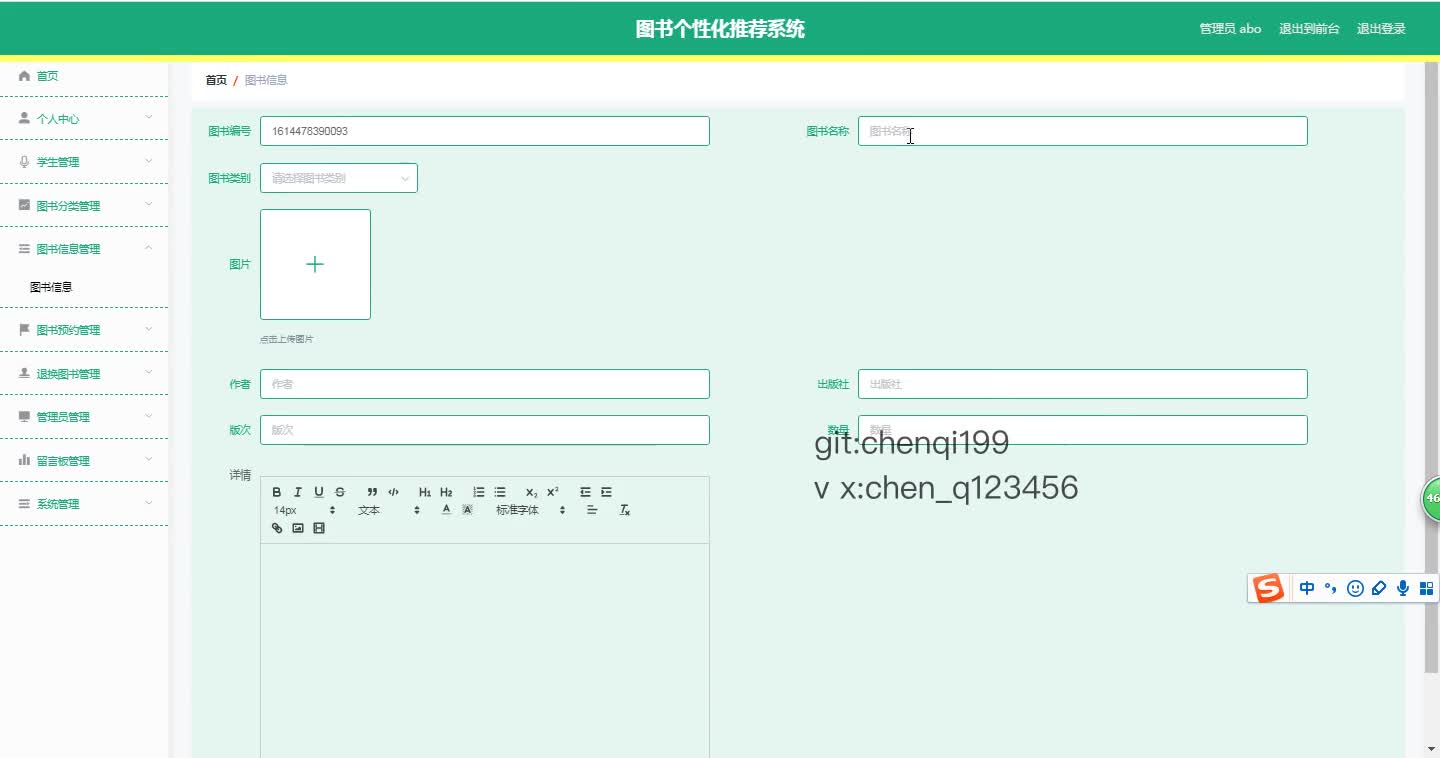 图书个性化推荐系统
管理员 abo 退出到前台 退出登录
首页
个人中心
学生管理
图书分类管理
图书信息管理
图书信息
图书预约管理
退换图书管理
管理员管理
留言板管理
系统管理
首页 / 图书信息
图书编号 1614478390093 图书名称 图书名称
图书类别 请选择图书类别
图片
点击上传图片
作者 作者 出版社 出版社
版次 版次 数量 数量
git:chenqi199
v x:chen_q123456
详情
B I U S H1 H2 X2 X2
14px 文本 A A 标准字体 Tx
46
S 中